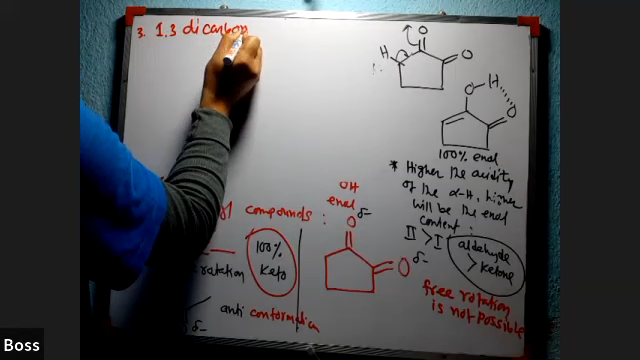 3. 1.3 dicarbon
H
O
O
O-H
O
100% enol
* Higher the acidity
of the α-H, higher
will be the enol
content:
II > I
aldehyde
> ketone
compounds:
100%
Keto
OH
enol
O δ-
O
δ-
anti conformation
δ-
free rotation
is not possible
Boss